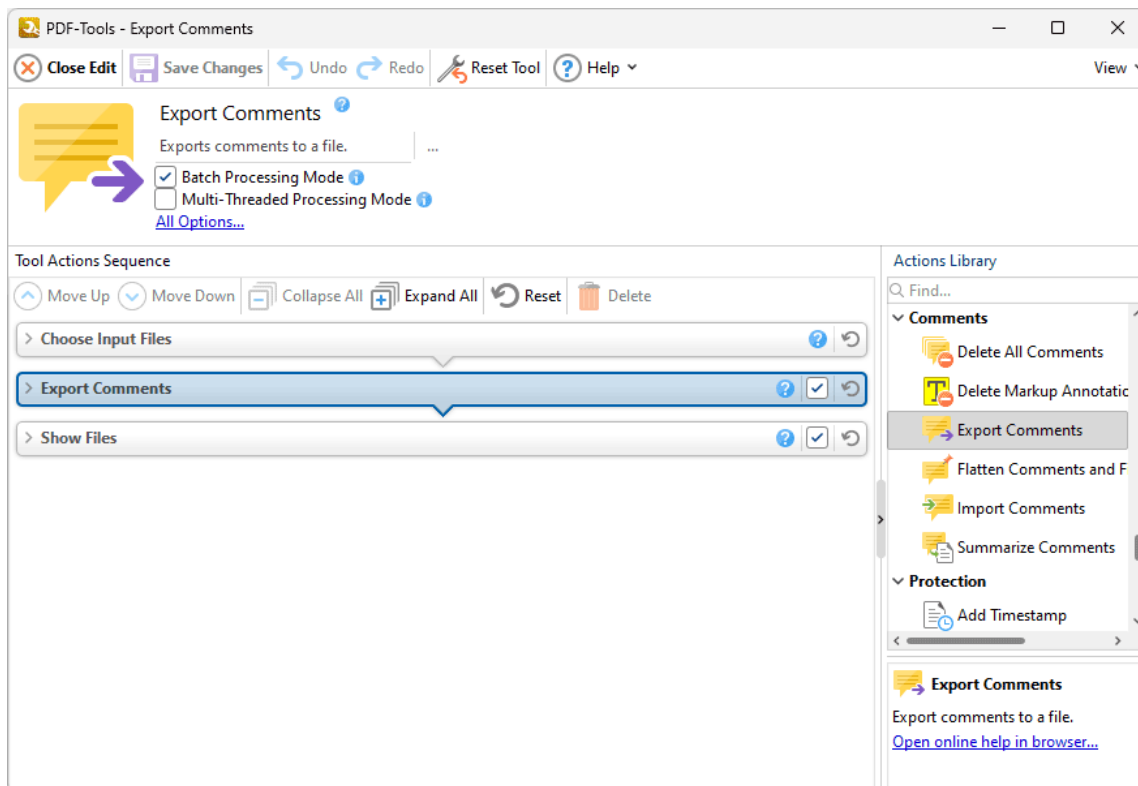 PDF-Tools - Export Comments
Close Edit Save Changes Undo Redo Reset Tool ? Help View
Export Comments ?
Exports comments to a file. ...
Batch Processing Mode i
Multi-Threaded Processing Mode i
All Options...
Tool Actions Sequence
Move Up Move Down Collapse All Expand All Reset Delete
Choose Input Files ?
Export Comments ?
Show Files ?
Actions Library
Find...
Comments
Delete All Comments
T Delete Markup Annotatic
Export Comments
Flatten Comments and F
Import Comments
Summarize Comments
Protection
Add Timestamp
Export Comments
Export comments to a file.
Open online help in browser...